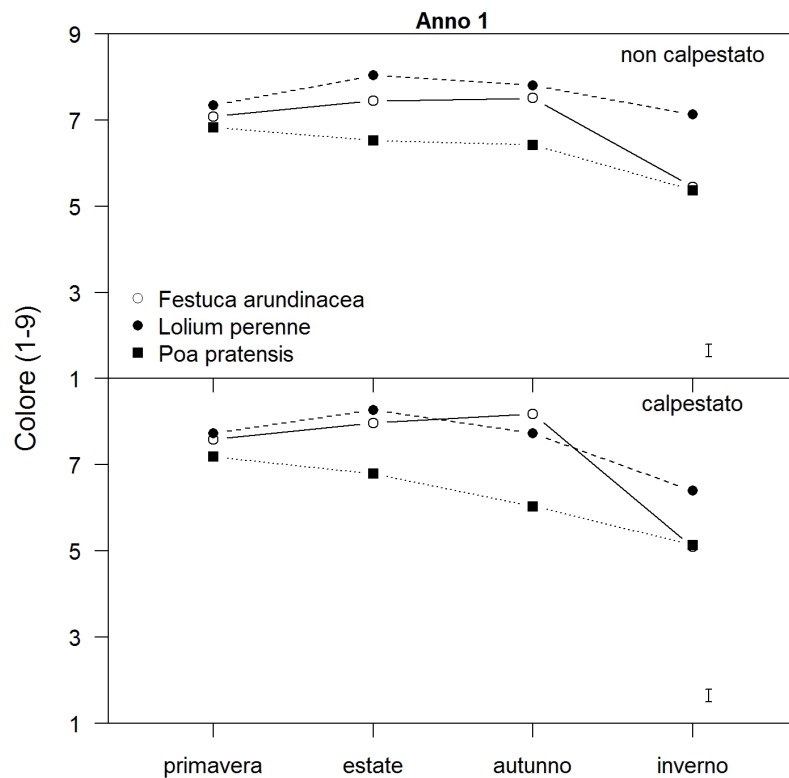 Anno 1
9
non calpestato
7
5
3
Festuca arundinacea
Lolium perenne
Poa pratensis
Colore (1-9)
1
calpestato
7
5
3
1
primavera estate autunno inverno